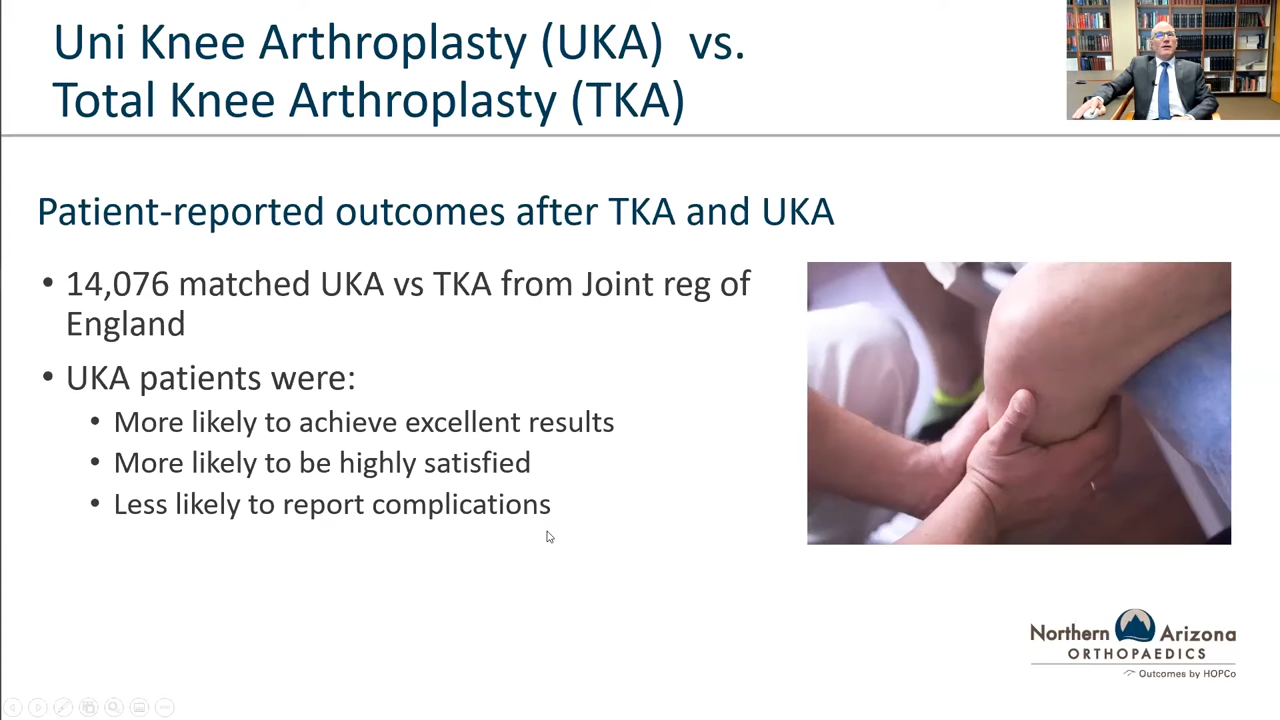 Uni Knee Arthroplasty (UKA) vs.
Total Knee Arthroplasty (TKA)
Patient-reported outcomes after TKA and UKA
• 14,076 matched UKA vs TKA from Joint reg of
England
• UKA patients were:
• More likely to achieve excellent results
• More likely to be highly satisfied
• Less likely to report complications
Northern Arizona
ORTHOPAEDICS
Outcomes by HOPCo